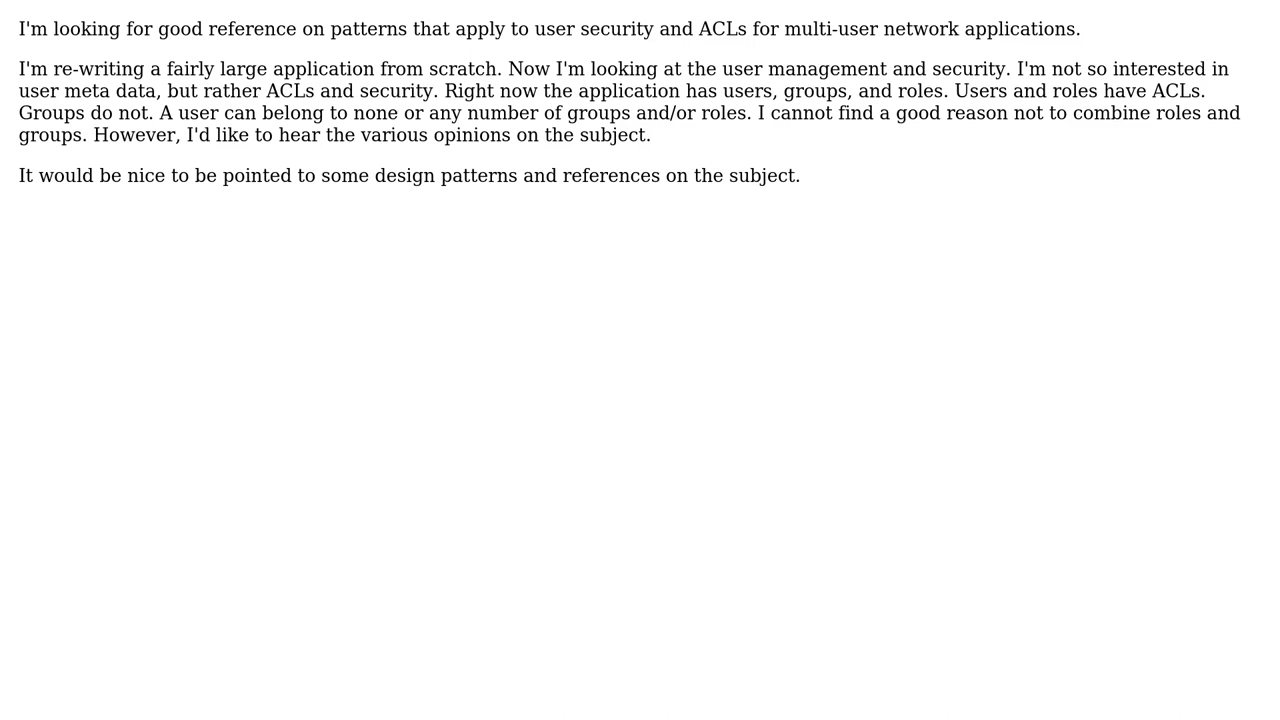 I'm looking for good reference on patterns that apply to user security and ACLs for multi-user network applications.
I'm re-writing a fairly large application from scratch. Now I'm looking at the user management and security. I'm not so interested in
user meta data, but rather ACLs and security. Right now the application has users, groups, and roles. Users and roles have ACLs.
Groups do not. A user can belong to none or any number of groups and/or roles. I cannot find a good reason not to combine roles and
groups. However, I'd like to hear the various opinions on the subject.
It would be nice to be pointed to some design patterns and references on the subject.